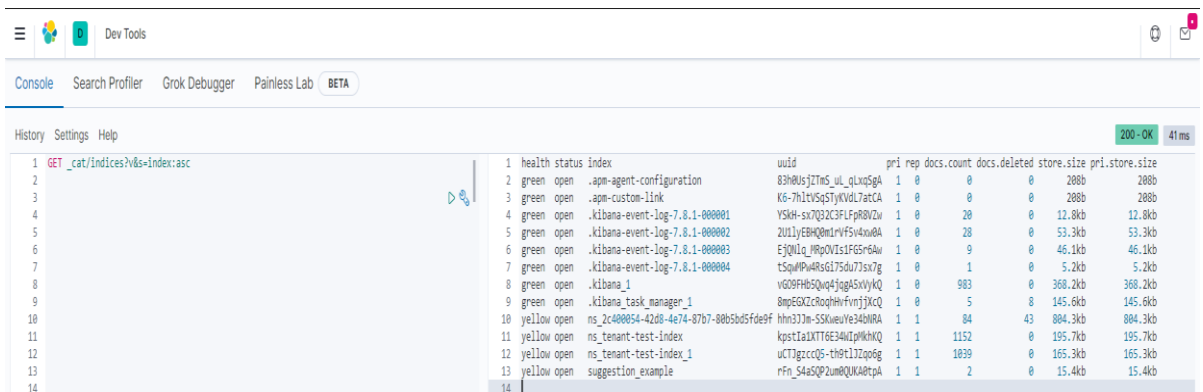 D Dev Tools
Console Search Profiler Grok Debugger Painless Lab BETA
History Settings Help 200 - OK 41 ms
1 GET _cat/indices?v&s=index:asc
2
3
4
5
6
7
8
9
10
11
12
13
14
1 health status index uuid pri rep docs.count docs.deleted store.size pri.store.size
2 green open .apm-agent-configuration 83h0UsjZTmS_uL_qLxqSgA 1 0 0 0 208b 208b
3 green open .apm-custom-link K6-7hltVSqSTyKVdL7atCA 1 0 0 0 208b 208b
4 green open .kibana-event-log-7.8.1-000001 YSkH-sx7Q32C3FLFpR8VZw 1 0 20 0 12.8kb 12.8kb
5 green open .kibana-event-log-7.8.1-000002 2U1lyEBHQ0m1rVf5v4xw0A 1 0 28 0 53.3kb 53.3kb
6 green open .kibana-event-log-7.8.1-000003 EjQNlq_MRpOVIs1FG5r6Aw 1 0 9 0 46.1kb 46.1kb
7 green open .kibana-event-log-7.8.1-000004 tSqwMPw4RsGi75du7Jsx7g 1 0 1 0 5.2kb 5.2kb
8 green open .kibana_1 vGO9FHb5Qwq4jqgA5xVykQ 1 0 983 0 368.2kb 368.2kb
9 green open .kibana_task_manager_1 8mpEGXZcRoqhHvfvnjjXcQ 1 0 5 8 145.6kb 145.6kb
10 yellow open ns_2c400054-42d8-4e74-87b7-80b5bd5fde9f hhn3JJm-SSKweuYe34bNRA 1 1 84 43 804.3kb 804.3kb
11 yellow open ns_tenant-test-index kpstIa1XTT6E34WIpMkhKQ 1 1 1152 0 195.7kb 195.7kb
12 yellow open ns_tenant-test-index_1 uCTJgzccQ5-th9tlJZqo6g 1 1 1039 0 165.3kb 165.3kb
13 yellow open suggestion_example rFn_S4aSQP2um0QUKA0tpA 1 1 2 0 15.4kb 15.4kb
14